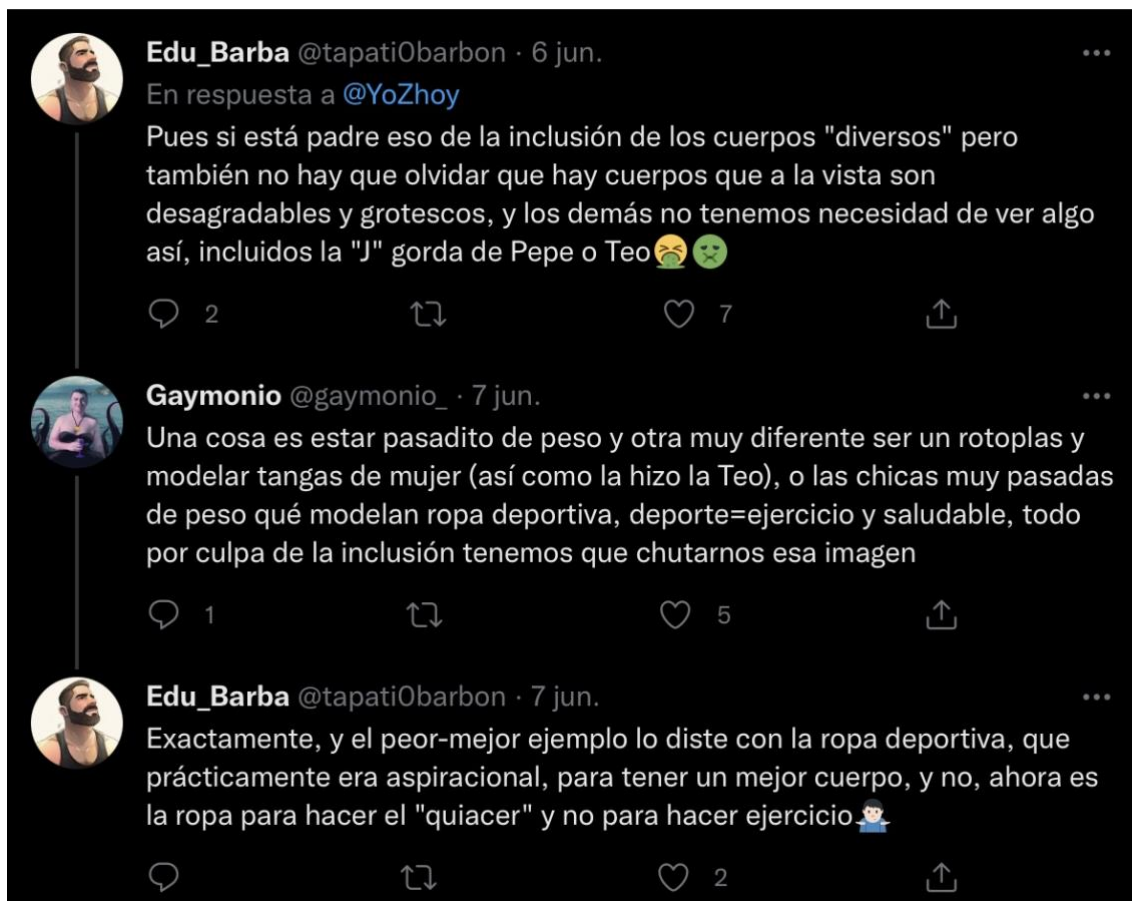 Edu_Barba @tapati0barbon · 6 jun.
En respuesta a @YoZhoy
Pues si está padre eso de la inclusión de los cuerpos "diversos" pero
también no hay que olvidar que hay cuerpos que a la vista son
desagradables y grotescos, y los demás no tenemos necesidad de ver algo
así, incluidos la "J" gorda de Pepe o Teo🤮🤢
2 7
Gaymonio @gaymonio_ · 7 jun.
Una cosa es estar pasadito de peso y otra muy diferente ser un rotoplas y
modelar tangas de mujer (así como la hizo la Teo), o las chicas muy pasadas
de peso qué modelan ropa deportiva, deporte=ejercicio y saludable, todo
por culpa de la inclusión tenemos que chutarnos esa imagen
1 5
Edu_Barba @tapati0barbon · 7 jun.
Exactamente, y el peor-mejor ejemplo lo diste con la ropa deportiva, que
prácticamente era aspiracional, para tener un mejor cuerpo, y no, ahora es
la ropa para hacer el "quiacer" y no para hacer ejercicio🤷🏻‍♂️
2